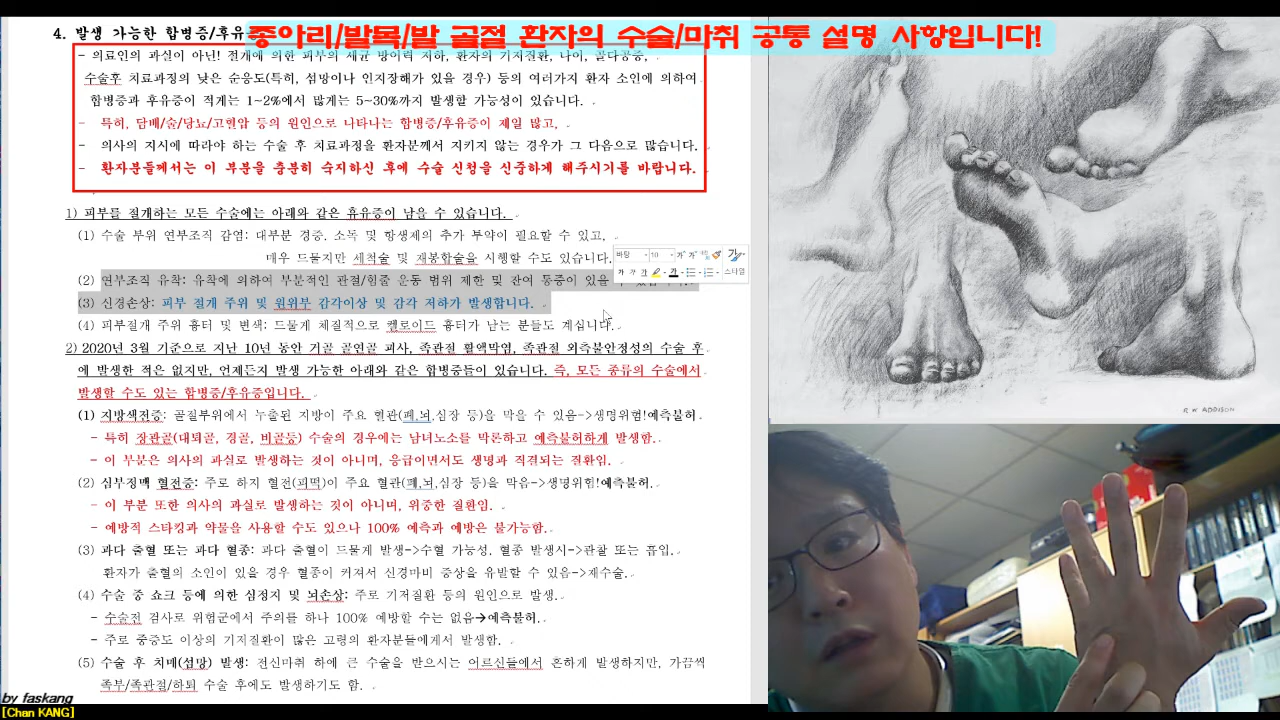 종아리/발목/발 골절 환자의 수술/마취 공통 설명 사항입니다!
4. 발생 가능한 합병증/후유
- 의료인의 과실이 아닌! 절개에 의한 피부의 세균 방어력 저하, 환자의 기저질환, 나이, 골다공증,
수술후 치료과정의 낮은 순응도(특히, 섬망이나 인지장해가 있을 경우) 등의 여러가지 환자 소인에 의하여
합병증과 후유증이 적게는 1~2%에서 많게는 5~30%까지 발생할 가능성이 있습니다.
- 특히, 담배/술/당뇨/고혈압 등의 원인으로 나타나는 합병증/후유증이 제일 많고,
- 의사의 지시에 따라야 하는 수술 후 치료과정을 환자분께서 지키지 않는 경우가 그 다음으로 많습니다.
- 환자분들께서는 이 부분을 충분히 숙지하신 후에 수술 신청을 신중하게 해주시기를 바랍니다.
1) 피부를 절개하는 모든 수술에는 아래와 같은 휴유증이 남을 수 있습니다.
(1) 수술 부위 연부조직 감염: 대부분 경증. 소독 및 항생제의 추가 투약이 필요할 수 있고,
매우 드물지만 세척술 및 재봉합술을 시행할 수도 있습니다.
바탕 10
가 가 가 가 스타일
(2) 연부조직 유착: 유착에 의하여 부분적인 관절/힘줄 운동 범위 제한 및 잔여 통증이 있을
(3) 신경손상: 피부 절개 주위 및 원위부 감각이상 및 감각 저하가 발생합니다.
(4) 피부절개 주위 흉터 및 변색: 드물게 체질적으로 켈로이드 흉터가 남는 분들도 계십니다.
2) 2020년 3월 기준으로 지난 10년 동안 거골 골연골 괴사, 족관절 활액막염, 족관절 외측불안정성의 수술 후
에 발생한 적은 없지만, 언제든지 발생 가능한 아래와 같은 합병증들이 있습니다. 즉, 모든 종류의 수술에서
발생할 수도 있는 합병증/후유증입니다.
(1) 지방색전증: 골절부위에서 누출된 지방이 주요 혈관(폐,뇌,심장 등)을 막을 수 있음->생명위험!예측불허.
- 특히 장관골(대퇴골, 경골, 비골등) 수술의 경우에는 남녀노소를 막론하고 예측불허하게 발생함.
- 이 부분은 의사의 과실로 발생하는 것이 아니며, 응급이면서도 생명과 직결되는 질환임.
(2) 심부정맥 혈전증: 주로 하지 혈전(피떡)이 주요 혈관(폐,뇌,심장 등)을 막음->생명위험!예측불허.
- 이 부분 또한 의사의 과실로 발생하는 것이 아니며, 위중한 질환임.
- 예방적 스타킹과 약물을 사용할 수도 있으나 100% 예측과 예방은 불가능함.
(3) 과다 출혈 또는 과다 혈종: 과다 출혈이 드물게 발생->수혈 가능성, 혈종 발생시->관찰 또는 흡입,
환자가 출혈의 소인이 있을 경우 혈종이 커져서 신경마비 증상을 유발할 수 있음->재수술.
(4) 수술 중 쇼크 등에 의한 심정지 및 뇌손상: 주로 기저질환 등의 원인으로 발생.
- 수술전 검사로 위험군에서 주의를 하나 100% 예방할 수는 없음→예측불허.
- 주로 중증도 이상의 기저질환이 많은 고령의 환자분들에게서 발생함.
(5) 수술 후 치매(섬망) 발생: 전신마취 하에 큰 수술을 받으시는 어르신들에서 흔하게 발생하지만, 가끔씩
족부/족관절/하퇴 수술 후에도 발생하기도 함.
by faskang
[Chan KANG]
R W ADDISON